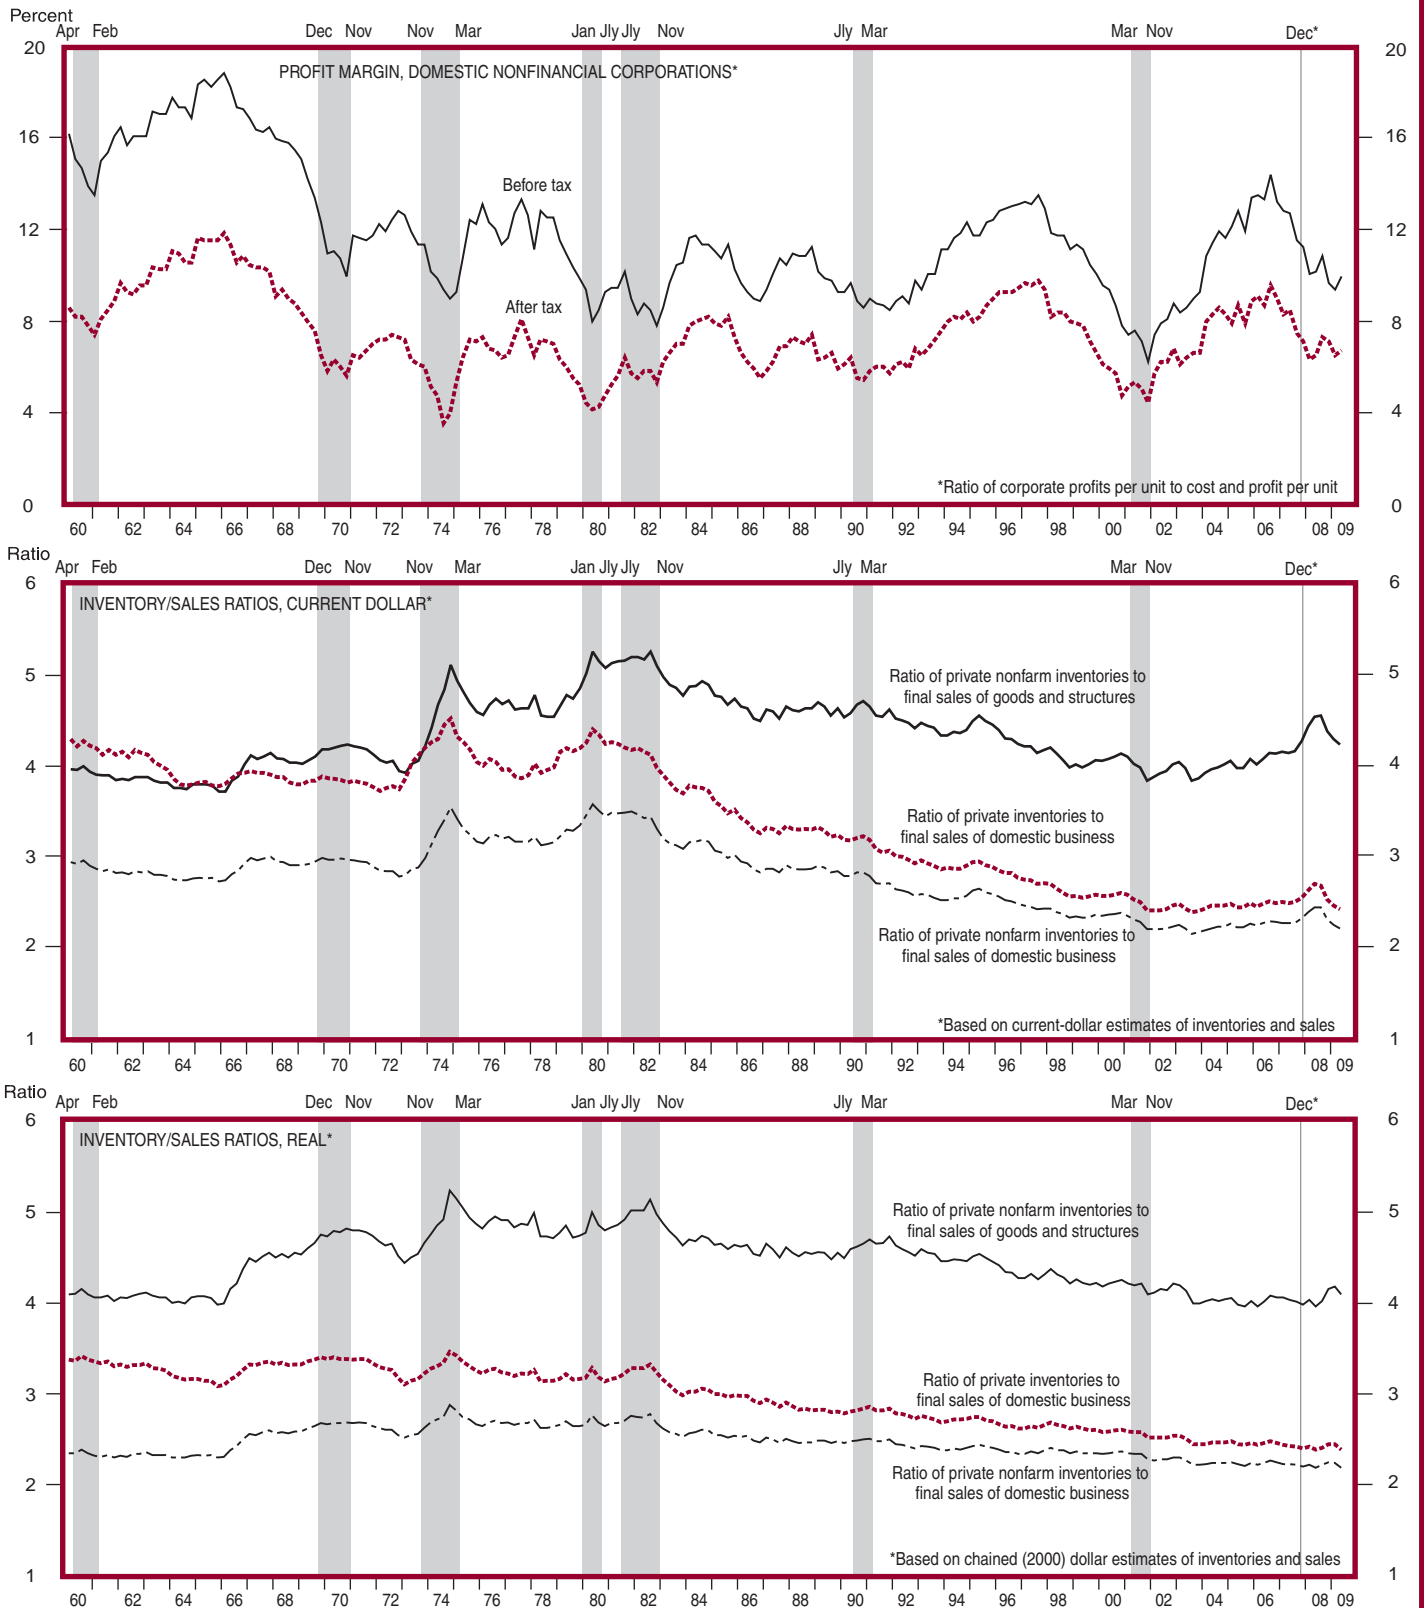 Percent
Apr Feb Dec Nov Nov Mar Jan Jly Jly Nov Jly Mar Mar Nov Dec*
20 20
PROFIT MARGIN, DOMESTIC NONFINANCIAL CORPORATIONS*
16 16
Before tax
12 12
After tax
8 8
4 4
*Ratio of corporate profits per unit to cost and profit per unit
0 0
60 62 64 66 68 70 72 74 76 78 80 82 84 86 88 90 92 94 96 98 00 02 04 06 08 09
Ratio
Apr Feb Dec Nov Nov Mar Jan Jly Jly Nov Jly Mar Mar Nov Dec*
6 6
INVENTORY/SALES RATIOS, CURRENT DOLLAR*
5 5
Ratio of private nonfarm inventories to
final sales of goods and structures
4 4
Ratio of private inventories to
final sales of domestic business
3 3
Ratio of private nonfarm inventories to
final sales of domestic business
2 2
*Based on current-dollar estimates of inventories and sales
1 1
60 62 64 66 68 70 72 74 76 78 80 82 84 86 88 90 92 94 96 98 00 02 04 06 08 09
Ratio
Apr Feb Dec Nov Nov Mar Jan Jly Jly Nov Jly Mar Mar Nov Dec*
6 6
INVENTORY/SALES RATIOS, REAL*
5 5
Ratio of private nonfarm inventories to
final sales of goods and structures
4 4
Ratio of private inventories to
final sales of domestic business
3 3
Ratio of private nonfarm inventories to
final sales of domestic business
2 2
*Based on chained (2000) dollar estimates of inventories and sales
1 1
60 62 64 66 68 70 72 74 76 78 80 82 84 86 88 90 92 94 96 98 00 02 04 06 08 09